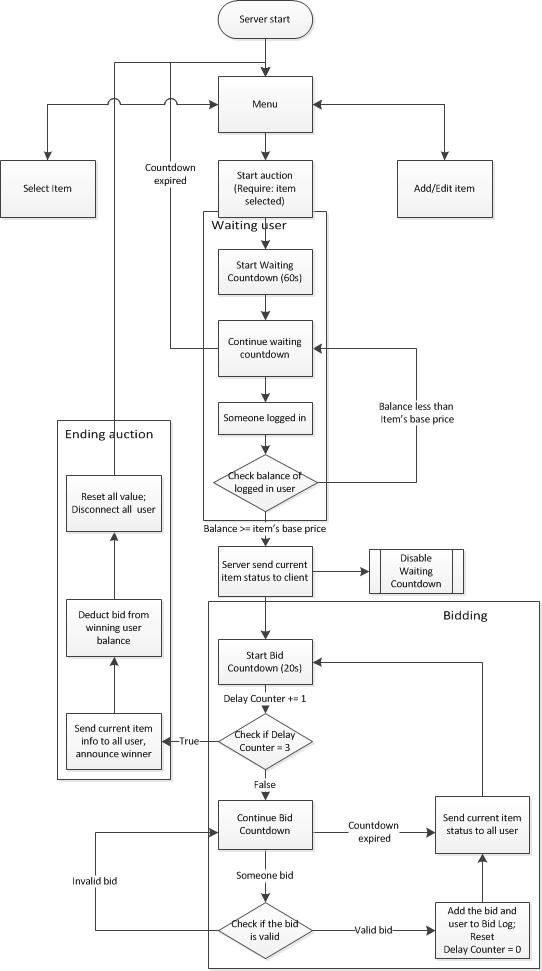 Server start
Menu
Select Item
Countdown
expired
Start auction
(Require: item
selected)
Add/Edit item
Waiting user
Start Waiting
Countdown (60s)
Continue waiting
countdown
Someone logged in
Balance less than
Item's base price
Check balance of
logged in user
Balance >= item's base price
Ending auction
Reset all value;
Disconnect all user
Server send current
item status to client
Disable
Waiting
Countdown
Deduct bid from
winning user
balance
Bidding
Start Bid
Countdown (20s)
Delay Counter += 1
Send current item
info to all user,
announce winner
True
Check if Delay
Counter = 3
False
Continue Bid
Countdown
Countdown
expired
Send current item
status to all user
Someone bid
Invalid bid
Check if the bid
is valid
Valid bid
Add the bid and
user to Bid Log;
Reset
Delay Counter = 0